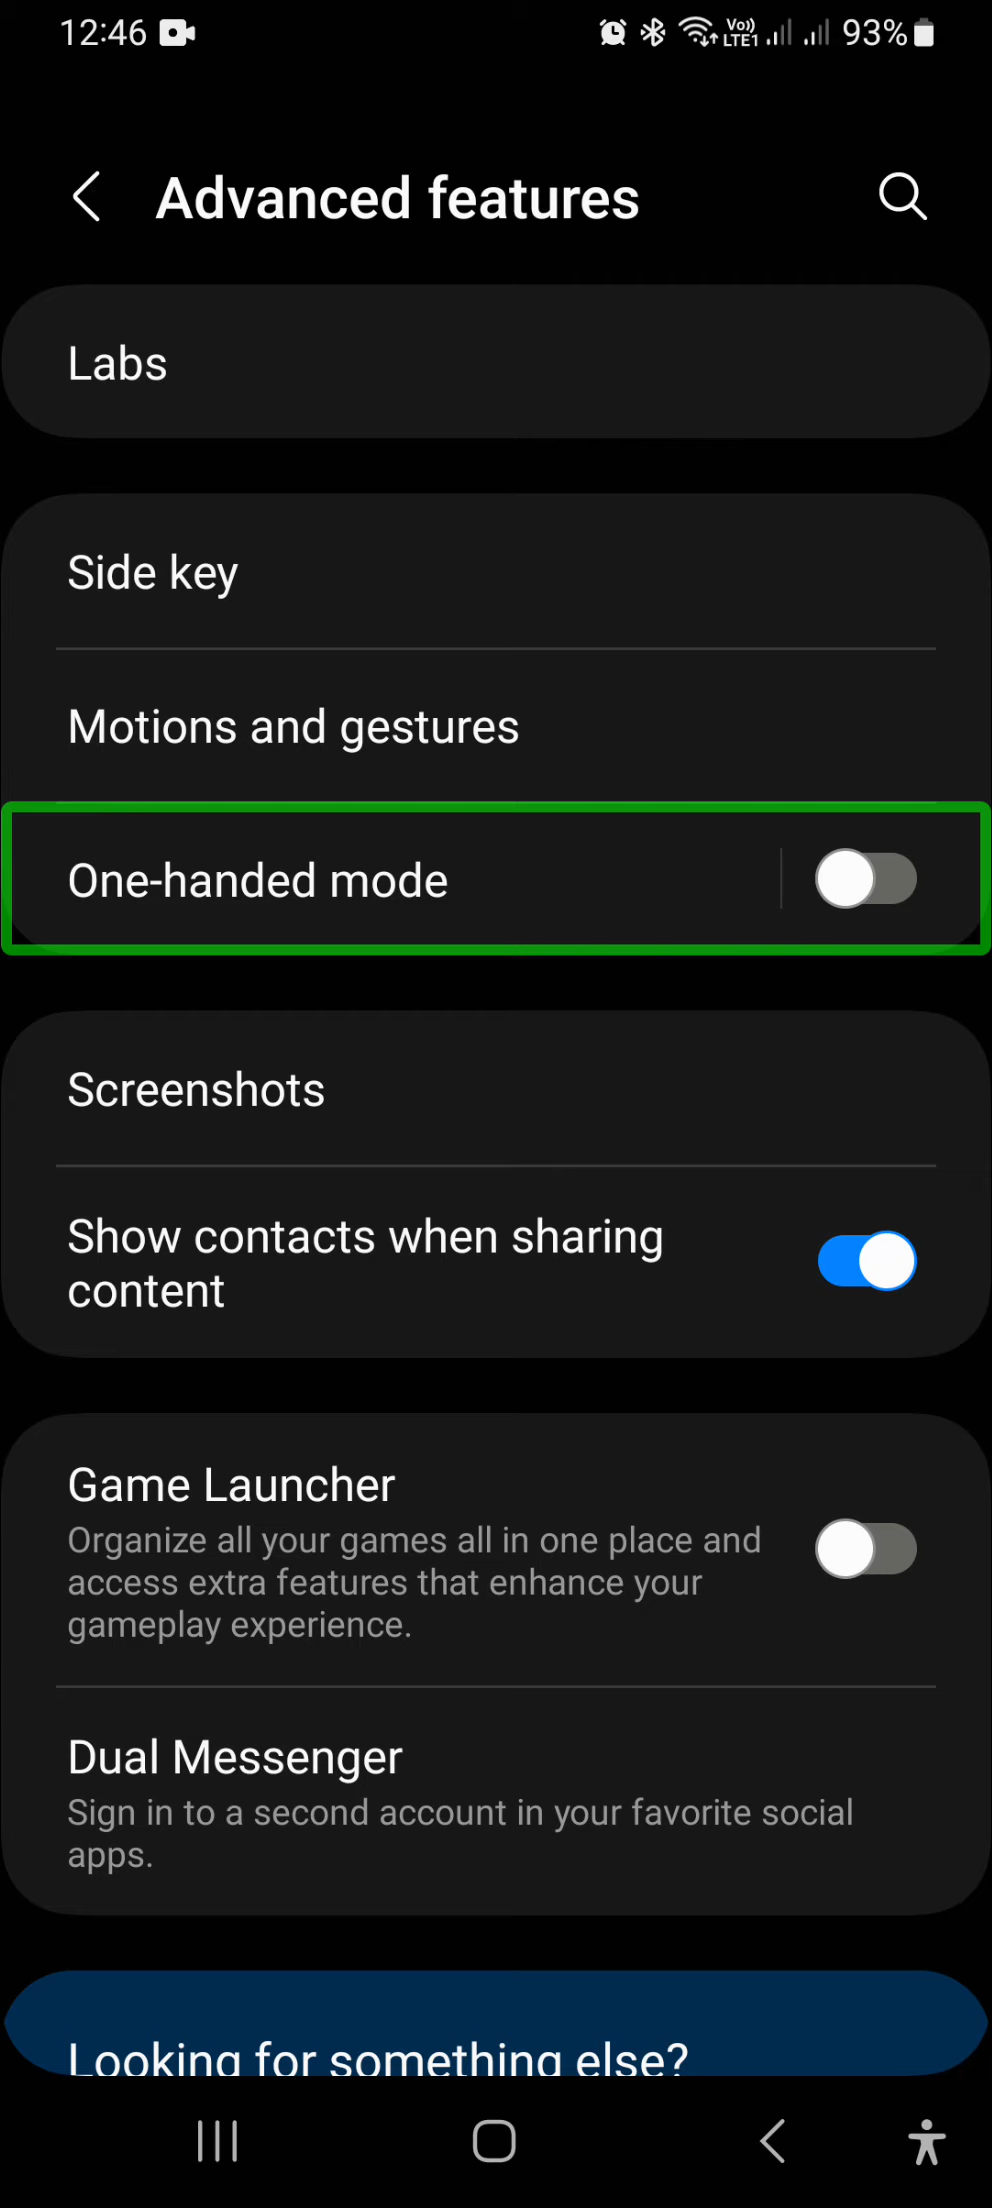 12:46 Vo)) LTE1 93%
Advanced features
Labs
Side key
Motions and gestures
One-handed mode
Screenshots
Show contacts when sharing
content
Game Launcher
Organize all your games all in one place and
access extra features that enhance your
gameplay experience.
Dual Messenger
Sign in to a second account in your favorite social
apps.
Looking for something else?